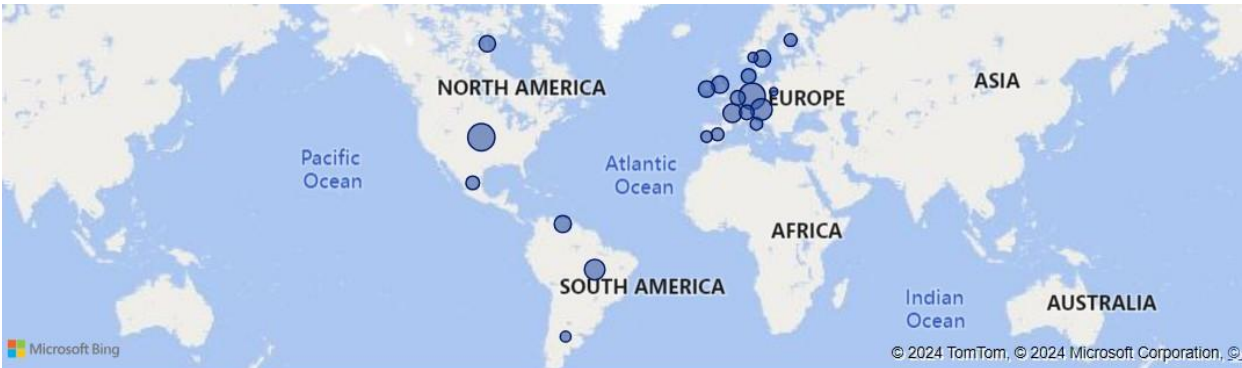 NORTH AMERICA
ASIA
EUROPE
Pacific
Ocean
Atlantic
Ocean
AFRICA
SOUTH AMERICA
Indian
Ocean
AUSTRALIA
Microsoft Bing
© 2024 TomTom, © 2024 Microsoft Corporation, ©